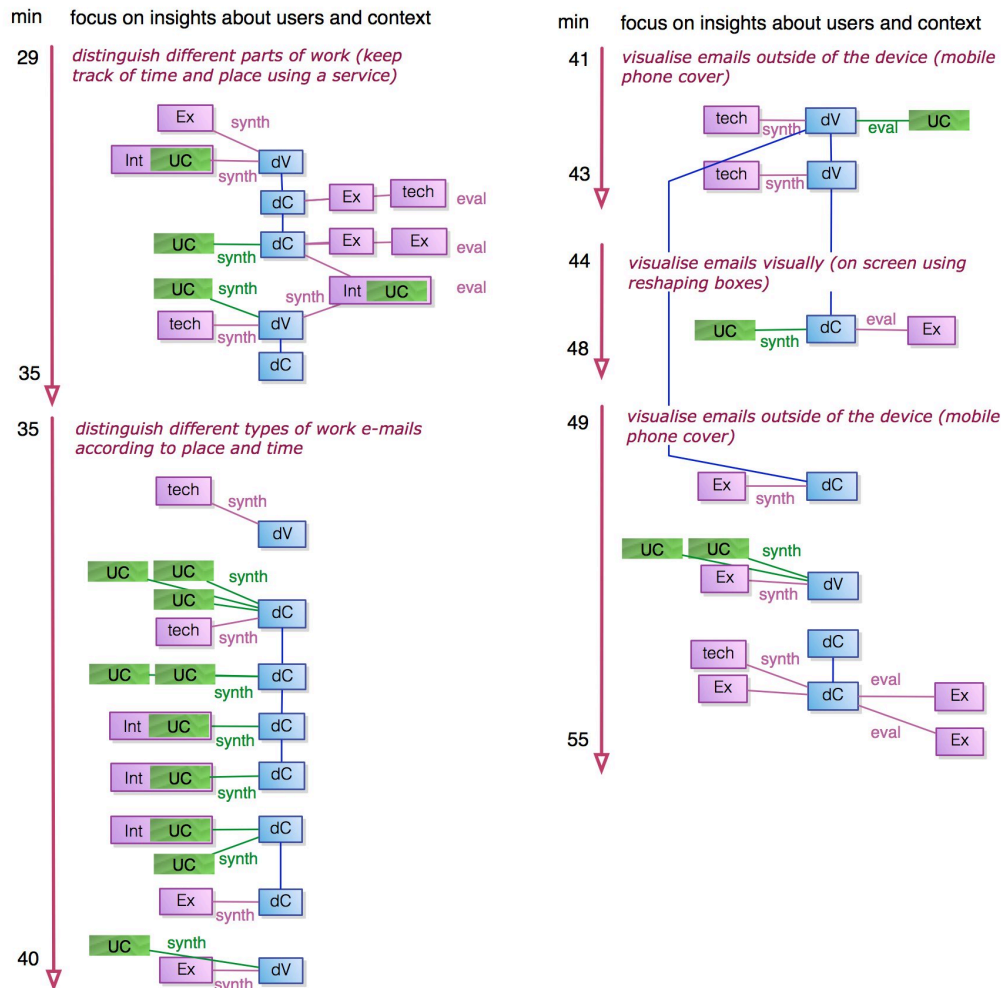 min focus on insights about users and context
29 distinguish different parts of work (keep
track of time and place using a service)
Ex
synth
Int UC dV
synth
dC Ex tech eval
UC dC Ex Ex eval
synth
UC synth synth Int UC eval
tech dV
synth
dC
35
35 distinguish different types of work e-mails
according to place and time
tech
synth
dV
UC UC synth
UC
dC
tech synth
UC UC dC
synth
Int UC dC
synth
Int UC dC
synth
Int UC dC
UC synth
Ex dC
synth
UC synth
40
Ex dV
synth
min focus on insights about users and context
41 visualise emails outside of the device (mobile
phone cover)
tech dV UC
synth eval
43 tech dV
synth
44 visualise emails visually (on screen using
reshaping boxes)
UC dC eval Ex
synth
48
49 visualise emails outside of the device (mobile
phone cover)
Ex dC
synth
UC UC synth
Ex dV
synth
dC
tech synth
Ex dC eval Ex
eval
55 Ex